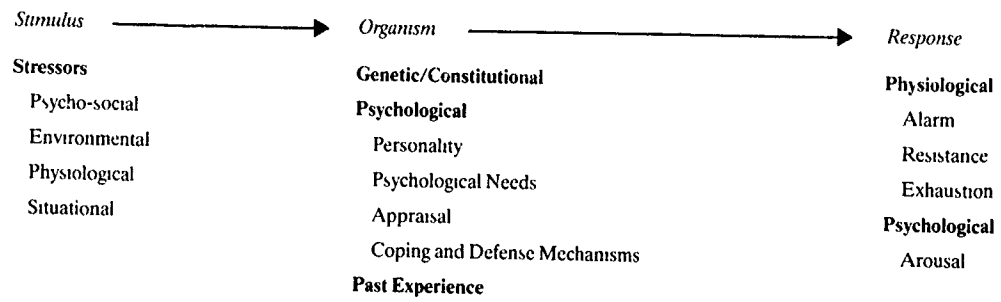 Stimulus
Organism
Response
Stressors
Psycho-social
Environmental
Physiological
Situational
Genetic/Constitutional
Psychological
Personality
Psychological Needs
Appraisal
Coping and Defense Mechanisms
Past Experience
Physiological
Alarm
Resistance
Exhaustion
Psychological
Arousal